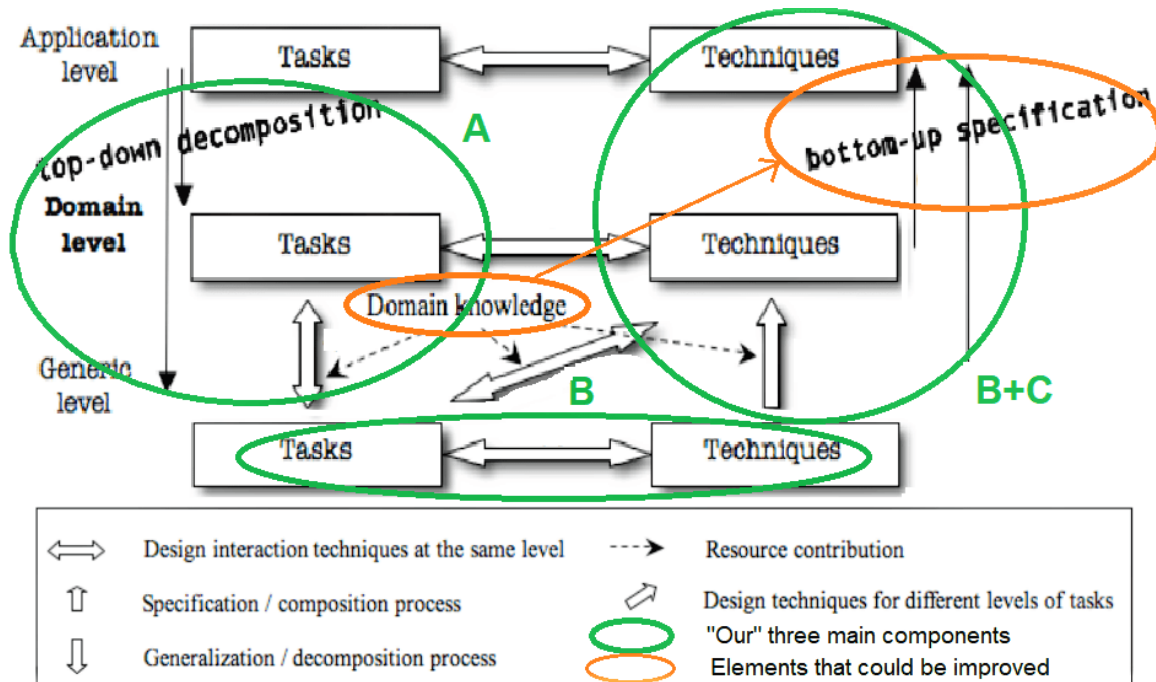 Application
level
Tasks
Techniques
top-down decomposition
A
bottom-up specification
Domain
level
Tasks
Techniques
Domain knowledge
Generic
level
B
B+C
Tasks
Techniques
Design interaction techniques at the same level
Resource contribution
Specification / composition process
Design techniques for different levels of tasks
"Our" three main components
Generalization / decomposition process
Elements that could be improved